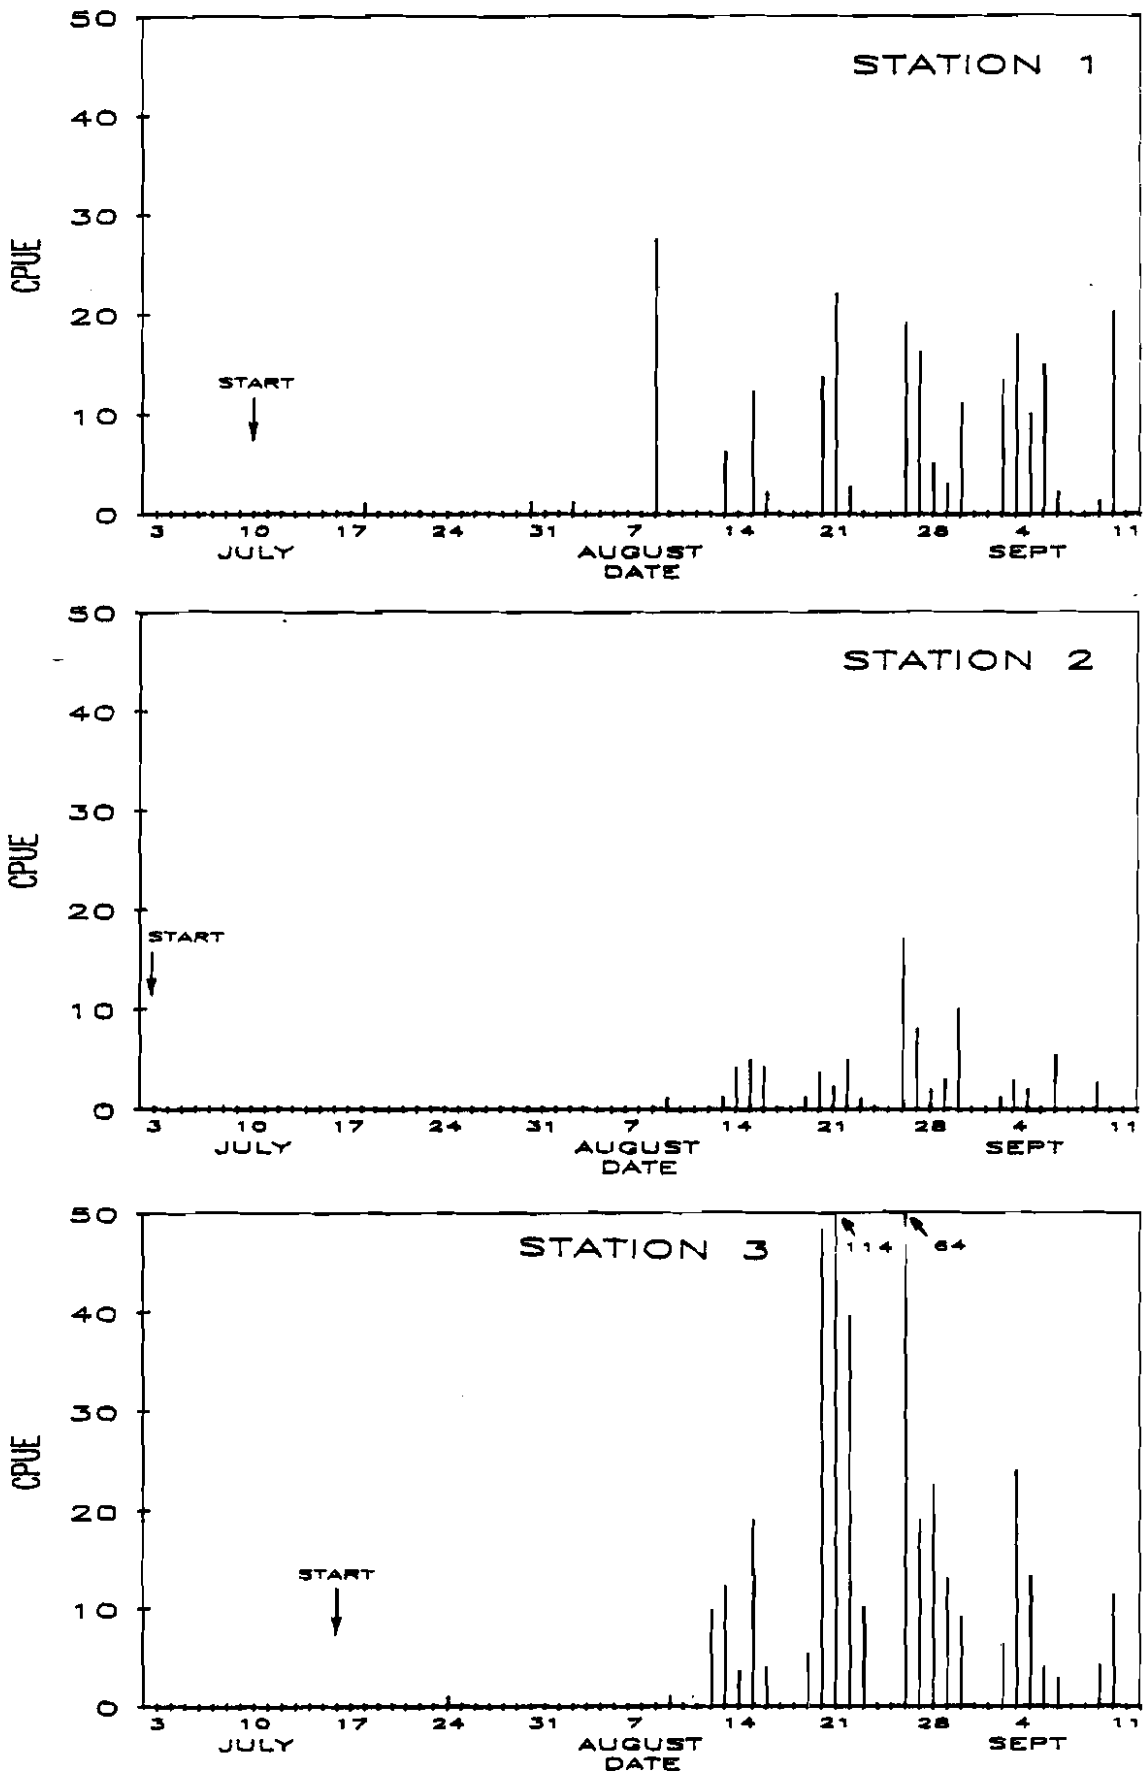 50
STATION 1
40
30
CPUE
20
START
10
0
3 10 17 24 31 7 14 21 28 4 11
JULY AUGUST SEPT
DATE
50
STATION 2
40
30
CPUE
20
START
10
0
3 10 17 24 31 7 14 21 28 4 11
JULY AUGUST SEPT
DATE
50
STATION 3 114 64
40
30
CPUE
20
START
10
0
3 10 17 24 31 7 14 21 28 4 11
JULY AUGUST SEPT
DATE